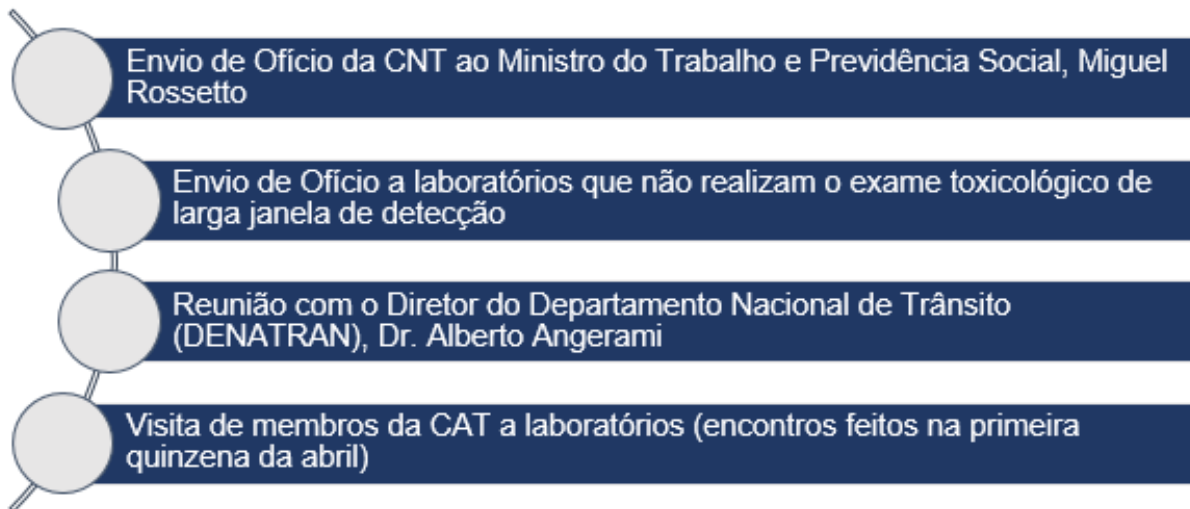 Envio de Ofício da CNT ao Ministro do Trabalho e Previdência Social, Miguel
Rossetto
Envio de Ofício a laboratórios que não realizam o exame toxicológico de
larga janela de detecção
Reunião com o Diretor do Departamento Nacional de Trânsito
(DENATRAN), Dr. Alberto Angerami
Visita de membros da CAT a laboratórios (encontros feitos na primeira
quinzena da abril)